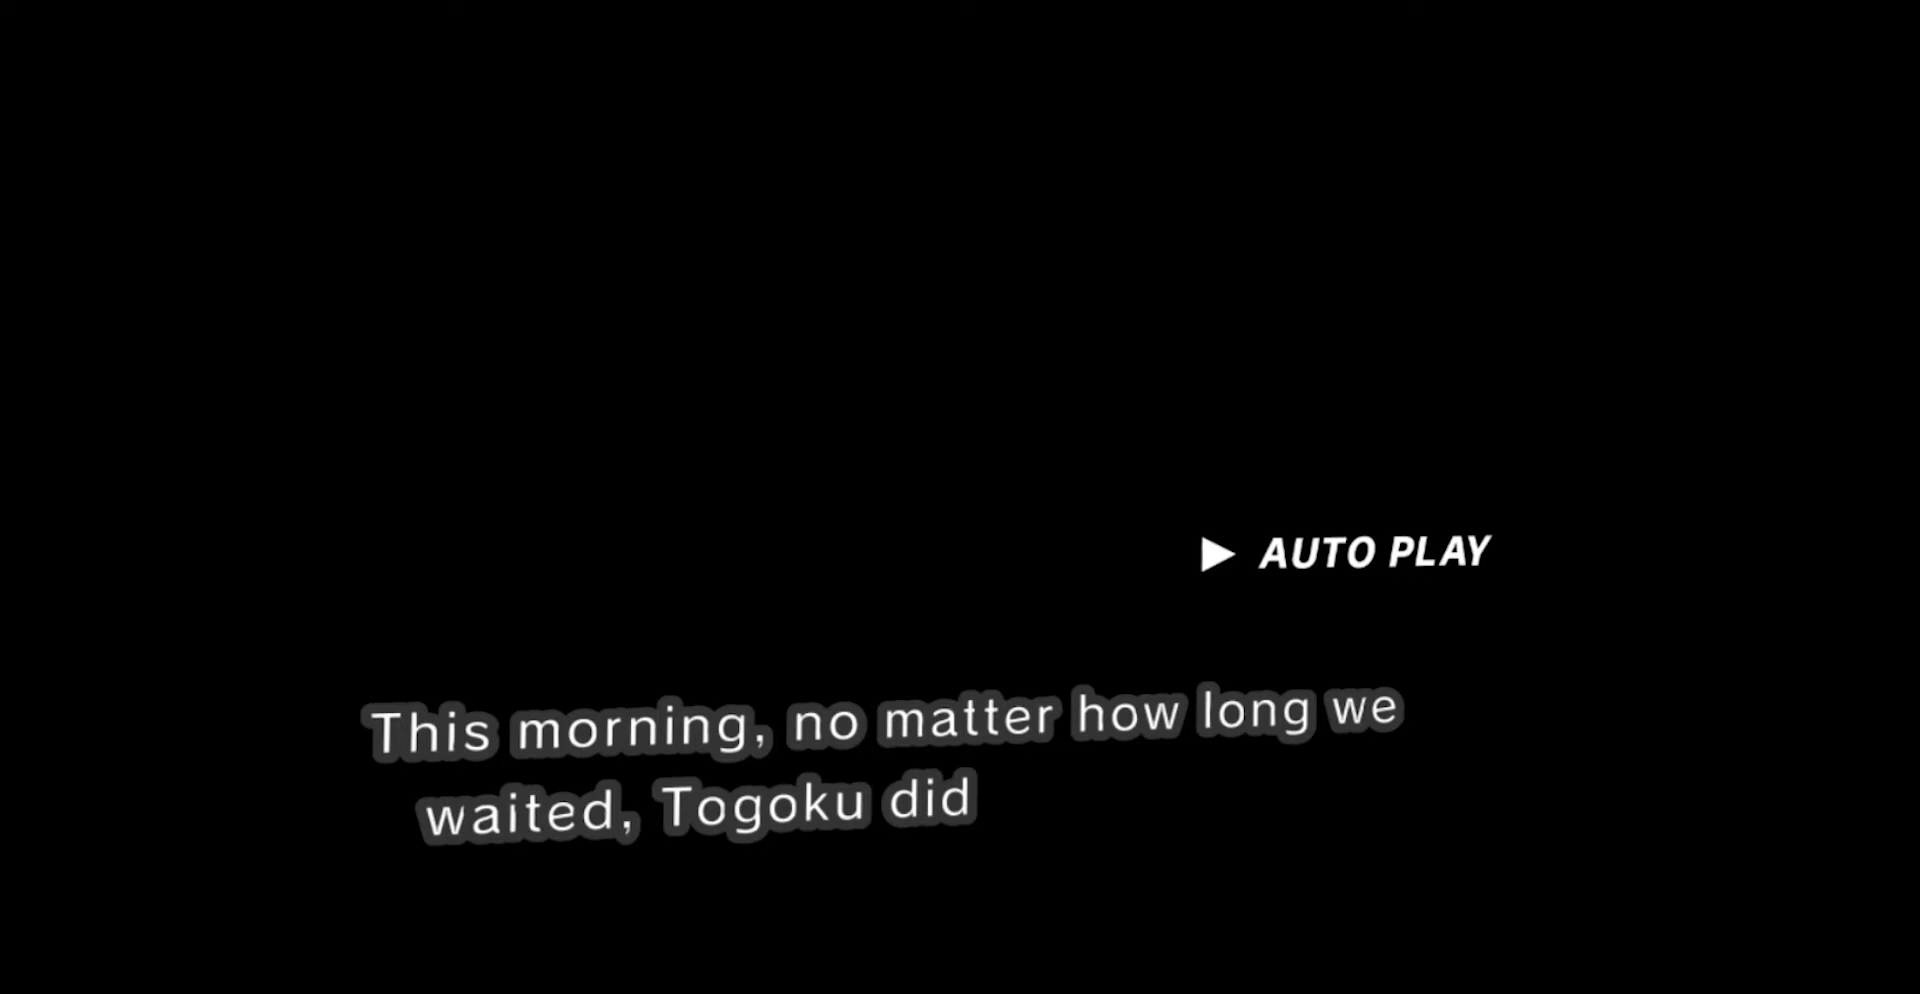 ▶ AUTO PLAY
This morning, no matter how long we
waited, Togoku did